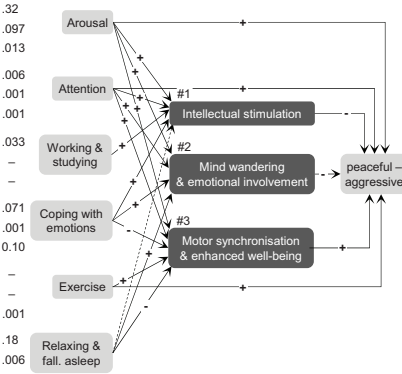 .32
.097
.013
.006
.001
.001
.033
–
–
.071
.001
0.10
–
–
.001
.18
.006
Arousal
Attention
Working &
studying
Coping with
emotions
Exercise
Relaxing &
fall. asleep
#1
Intellectual stimulation
#2
Mind wandering
& emotional involvement
#3
Motor synchronisation
& enhanced well-being
peaceful –
aggressive
+
+
+
+
+
+
+
+
+
+
+
-
+
+
+
-
-
-
+
+